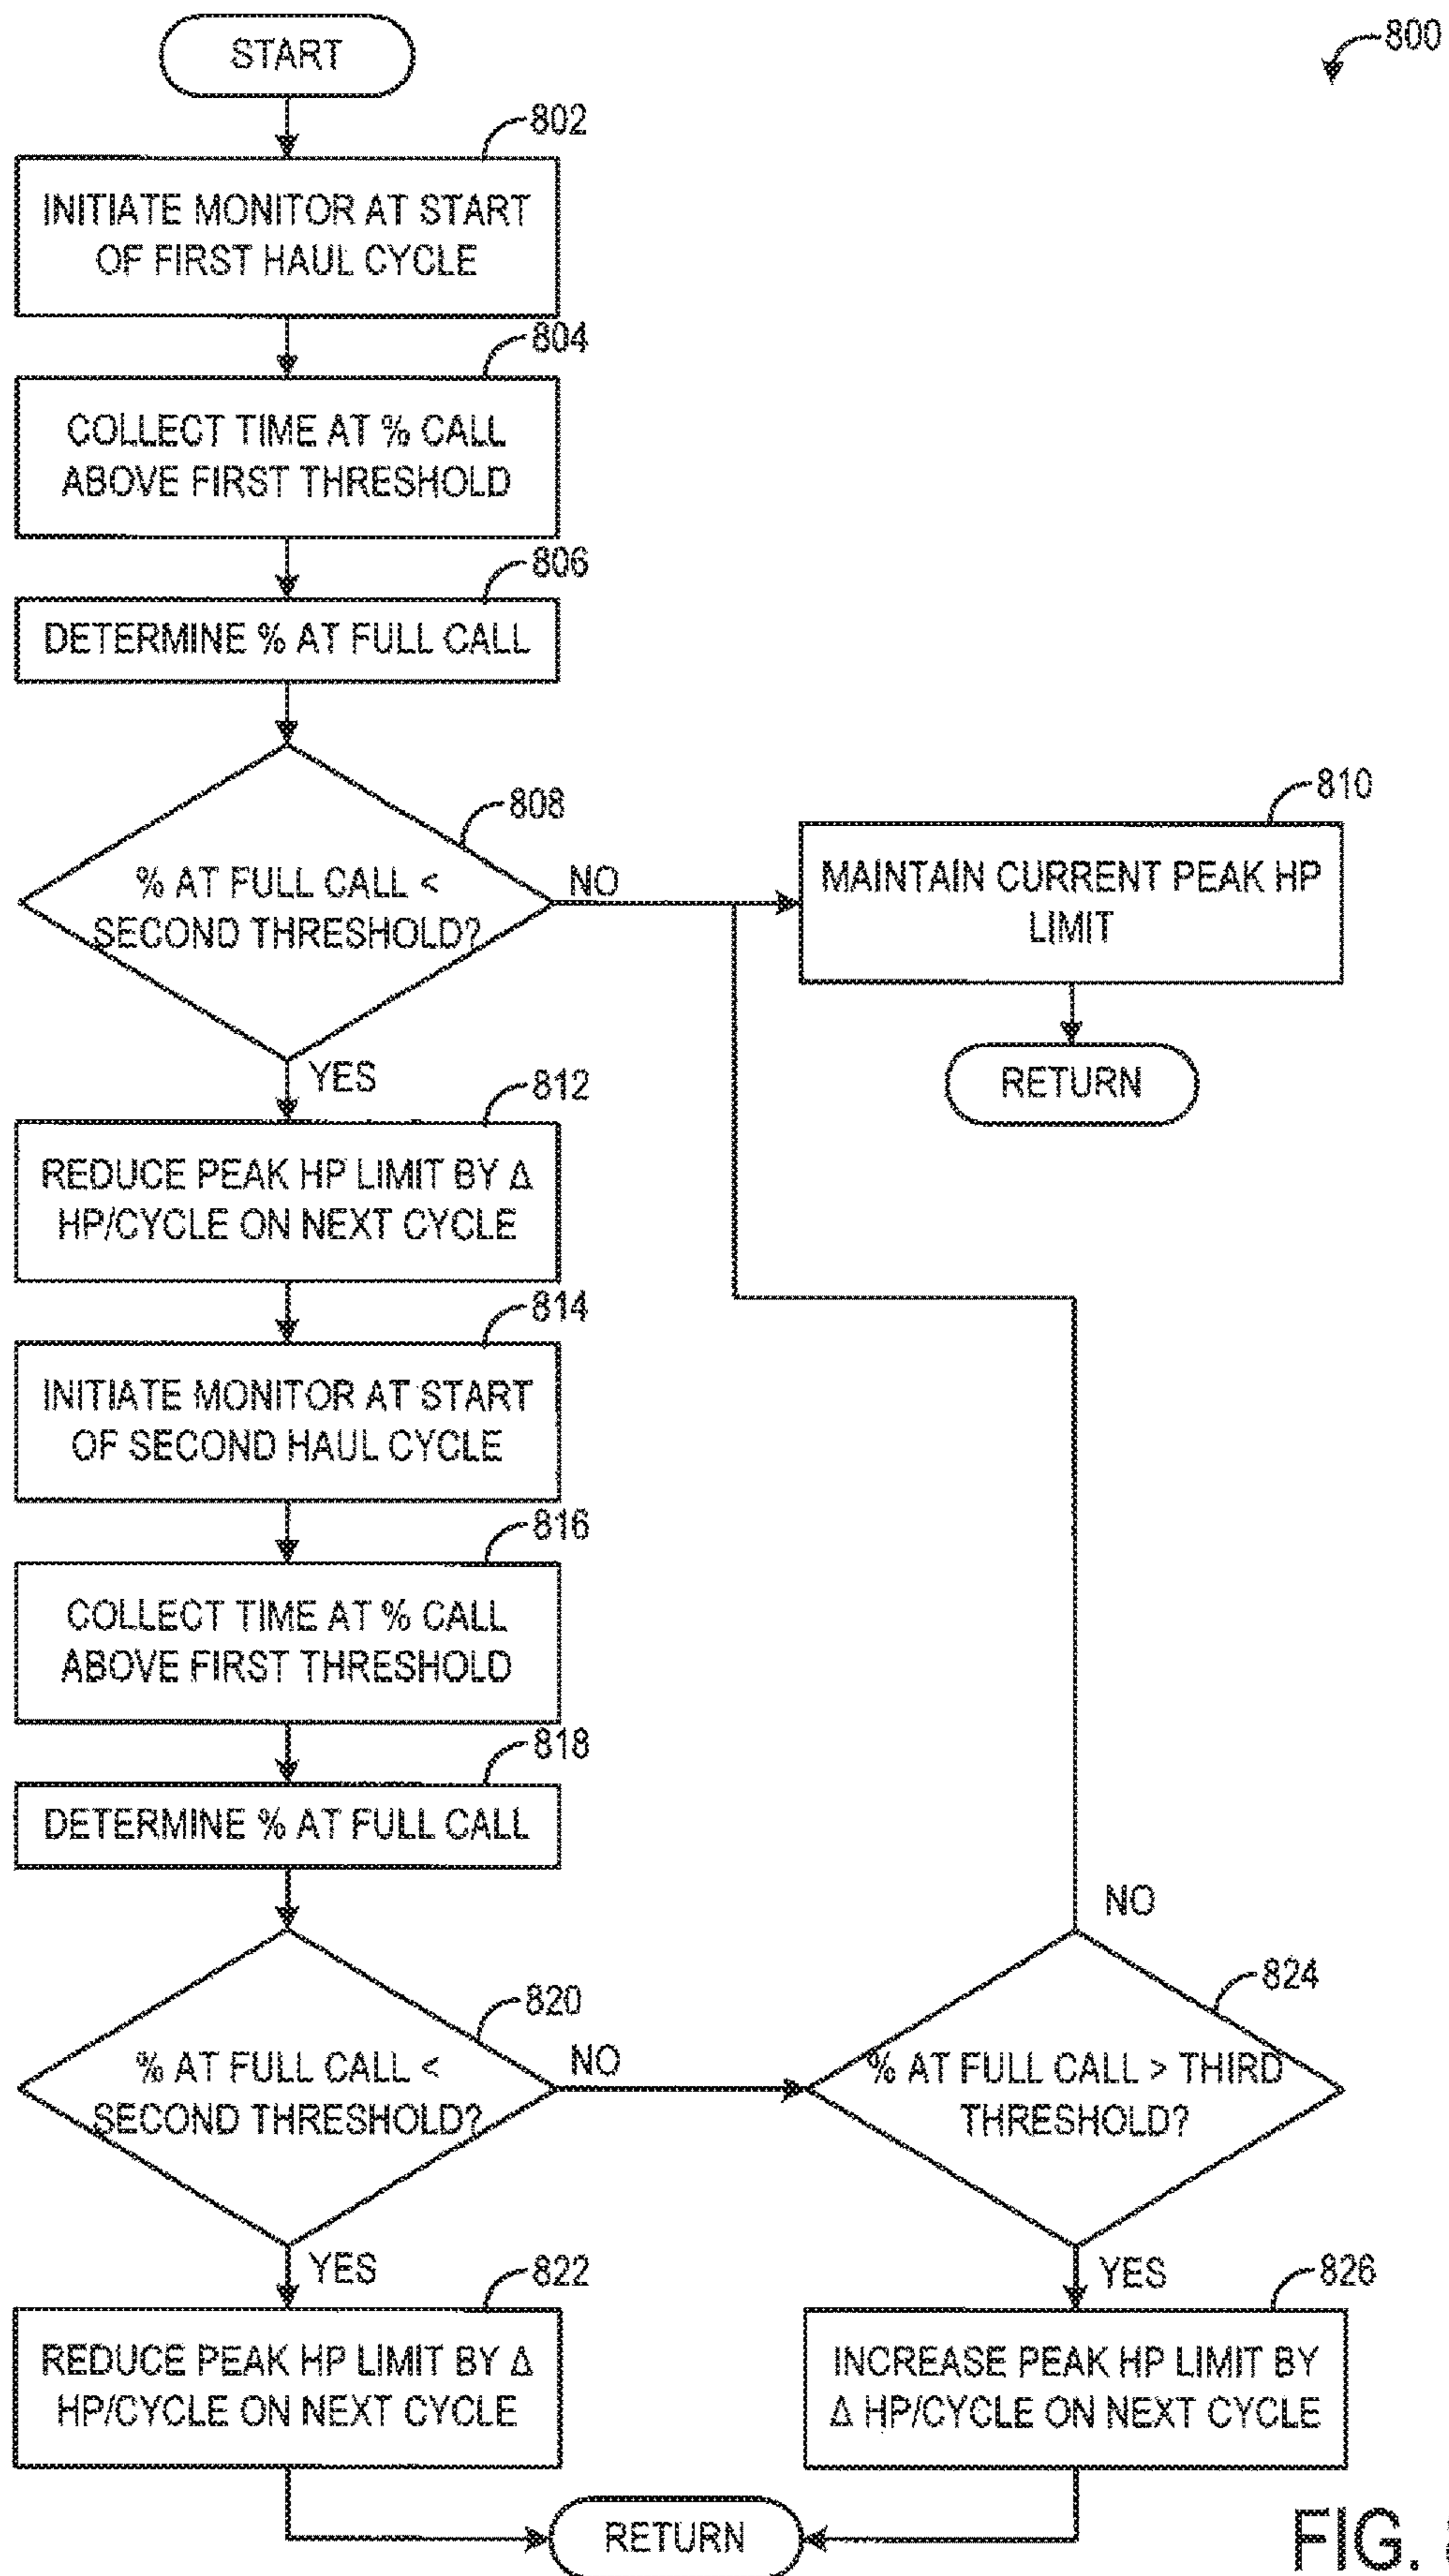 START
800
802
INITIATE MONITOR AT START
OF FIRST HAUL CYCLE
804
COLLECT TIME AT % CALL
ABOVE FIRST THRESHOLD
806
DETERMINE % AT FULL CALL
808
% AT FULL CALL <
SECOND THRESHOLD?
NO
810
MAINTAIN CURRENT PEAK HP
LIMIT
RETURN
YES
812
REDUCE PEAK HP LIMIT BY Δ
HP/CYCLE ON NEXT CYCLE
814
INITIATE MONITOR AT START
OF SECOND HAUL CYCLE
816
COLLECT TIME AT % CALL
ABOVE FIRST THRESHOLD
818
DETERMINE % AT FULL CALL
820
% AT FULL CALL <
SECOND THRESHOLD?
NO
NO
824
% AT FULL CALL > THIRD
THRESHOLD?
YES
822
REDUCE PEAK HP LIMIT BY Δ
HP/CYCLE ON NEXT CYCLE
YES
826
INCREASE PEAK HP LIMIT BY
Δ HP/CYCLE ON NEXT CYCLE
RETURN
FIG.